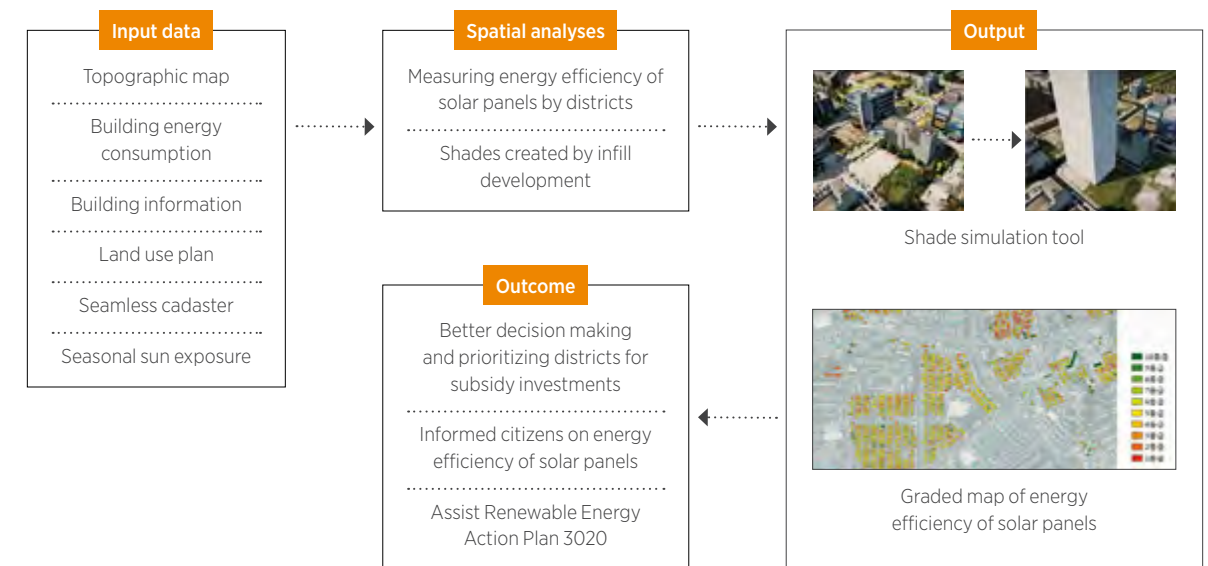 Input data
Topographic map
Building energy
consumption
Building information
Land use plan
Seamless cadaster
Seasonal sun exposure
Spatial analyses
Measuring energy efficiency of
solar panels by districts
Shades created by infill
development
Output
Shade simulation tool
Graded map of energy
efficiency of solar panels
Outcome
Better decision making
and prioritizing districts for
subsidy investments
Informed citizens on energy
efficiency of solar panels
Assist Renewable Energy
Action Plan 3020